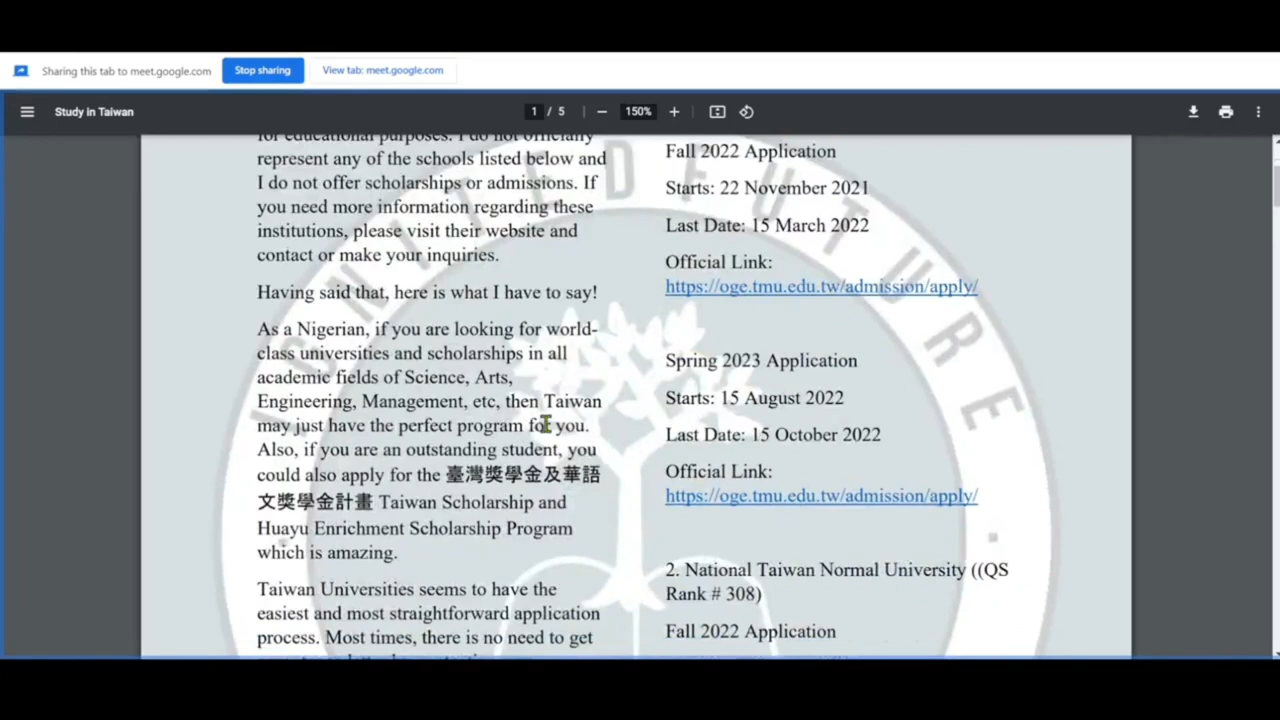 Sharing this tab to meet.google.com
Stop sharing
View tab: meet.google.com
Study in Taiwan
1 / 5
150%
for educational purposes. I do not officially
represent any of the schools listed below and
I do not offer scholarships or admissions. If
you need more information regarding these
institutions, please visit their website and
contact or make your inquiries.
Having said that, here is what I have to say!
As a Nigerian, if you are looking for world-
class universities and scholarships in all
academic fields of Science, Arts,
Engineering, Management, etc, then Taiwan
may just have the perfect program for you.
Also, if you are an outstanding student, you
could also apply for the 臺灣獎學金及華語
文獎學金計畫 Taiwan Scholarship and
Huayu Enrichment Scholarship Program
which is amazing.
Taiwan Universities seems to have the
easiest and most straightforward application
process. Most times, there is no need to get
Fall 2022 Application
Starts: 22 November 2021
Last Date: 15 March 2022
Official Link:
https://oge.tmu.edu.tw/admission/apply/
Spring 2023 Application
Starts: 15 August 2022
Last Date: 15 October 2022
Official Link:
https://oge.tmu.edu.tw/admission/apply/
2. National Taiwan Normal University ((QS
Rank # 308)
Fall 2022 Application